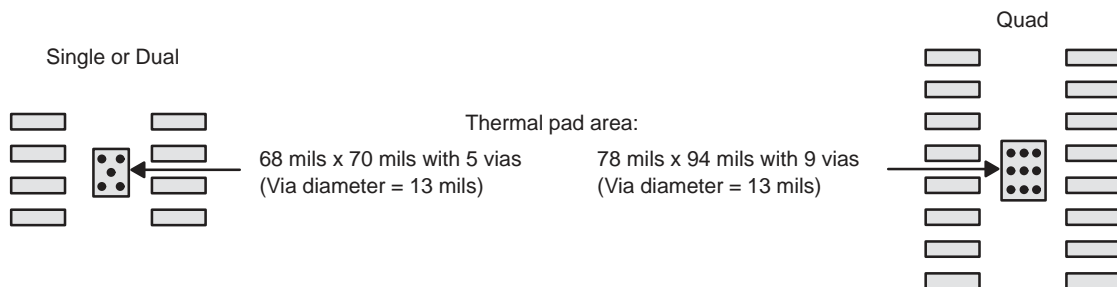 Quad
Single or Dual
Thermal pad area:
68 mils x 70 mils with 5 vias
(Via diameter = 13 mils)
78 mils x 94 mils with 9 vias
(Via diameter = 13 mils)